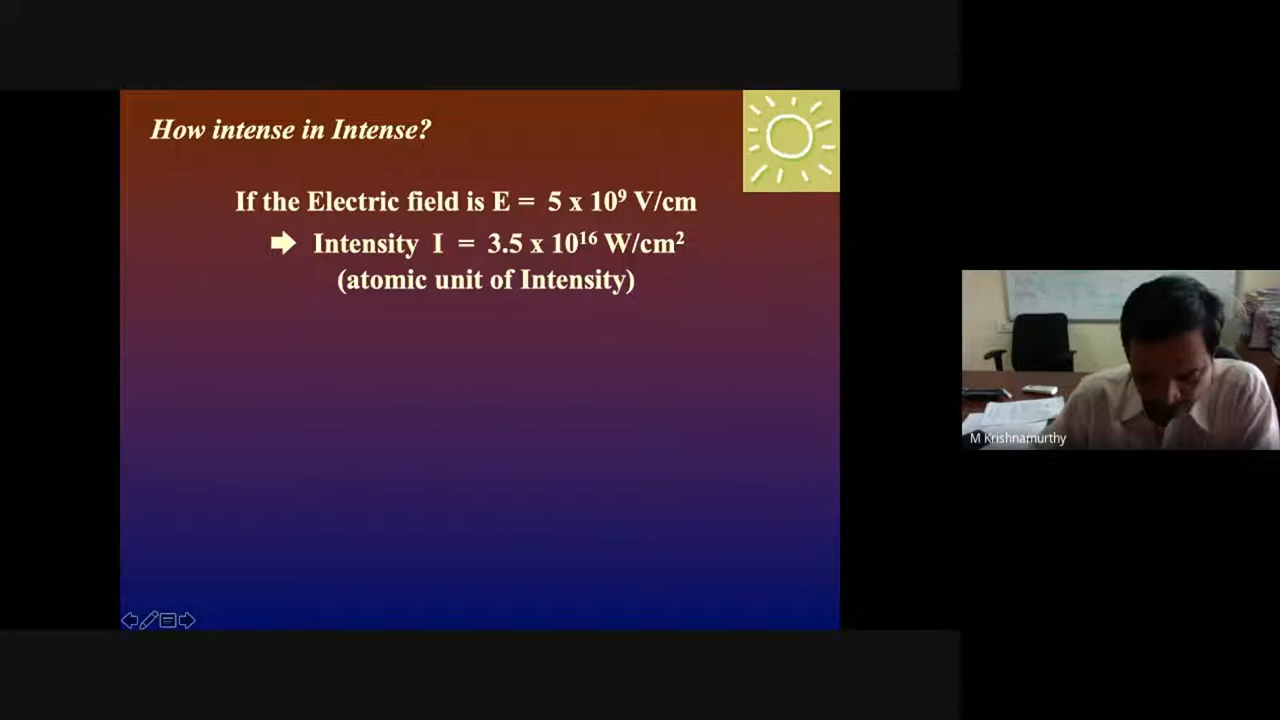 How intense in Intense?
If the Electric field is E = 5 x 10⁹ V/cm
Intensity I = 3.5 x 10¹⁶ W/cm²
(atomic unit of Intensity)
M Krishnamurthy